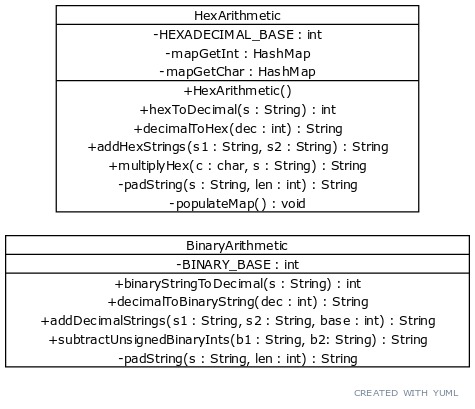 HexArithmetic
-HEXADECIMAL_BASE : int
-mapGetInt : HashMap
-mapGetChar : HashMap
+HexArithmetic()
+hexToDecimal(s : String) : int
+decimalToHex(dec : int) : String
+addHexStrings(s1 : String, s2 : String) : String
+multiplyHex(c : char, s : String) : String
-padString(s : String, len : int) : String
-populateMap() : void
BinaryArithmetic
-BINARY_BASE : int
+binaryStringToDecimal(s : String) : int
+decimalToBinaryString(dec : int) : String
+addDecimalStrings(s1 : String, s2 : String, base : int) : String
+subtractUnsignedBinaryInts(b1 : String, b2: String) : String
-padString(s : String, len : int) : String
CREATED WITH YUML